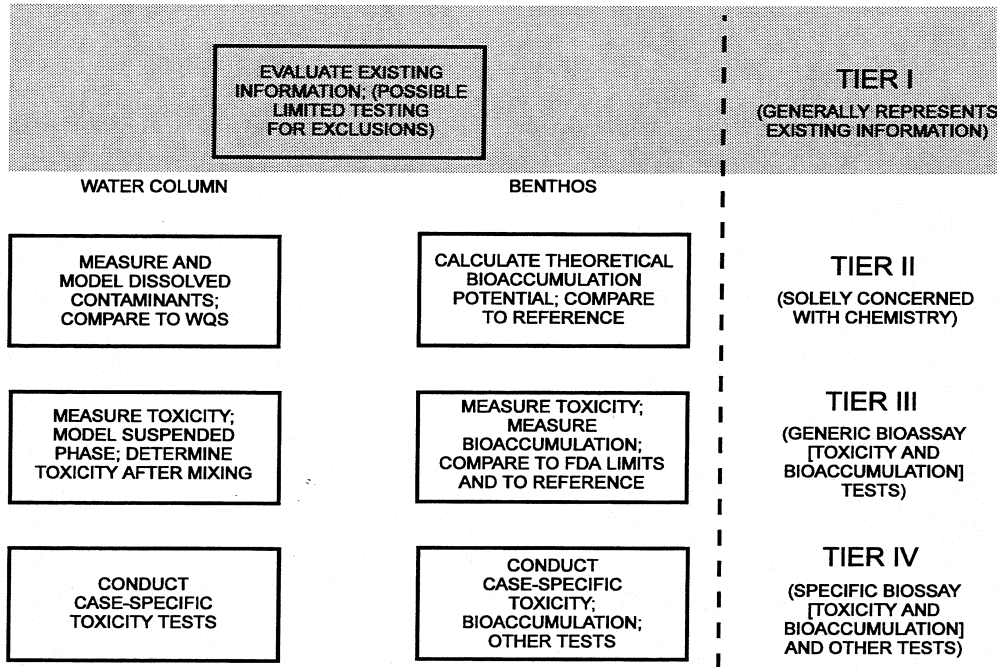 EVALUATE EXISTING
INFORMATION; (POSSIBLE
LIMITED TESTING
FOR EXCLUSIONS)
TIER I
(GENERALLY REPRESENTS
EXISTING INFORMATION)
WATER COLUMN
BENTHOS
MEASURE AND
MODEL DISSOLVED
CONTAMINANTS;
COMPARE TO WQS
CALCULATE THEORETICAL
BIOACCUMULATION
POTENTIAL; COMPARE
TO REFERENCE
TIER II
(SOLELY CONCERNED
WITH CHEMISTRY)
MEASURE TOXICITY;
MODEL SUSPENDED
PHASE; DETERMINE
TOXICITY AFTER MIXING
MEASURE TOXICITY;
MEASURE
BIOACCUMULATION;
COMPARE TO FDA LIMITS
AND TO REFERENCE
TIER III
(GENERIC BIOASSAY
[TOXICITY AND
BIOACCUMULATION]
TESTS)
CONDUCT
CASE-SPECIFIC
TOXICITY TESTS
CONDUCT
CASE-SPECIFIC
TOXICITY;
BIOACCUMULATION;
OTHER TESTS
TIER IV
(SPECIFIC BIOSSAY
[TOXICITY AND
BIOACCUMULATION]
AND OTHER TESTS)